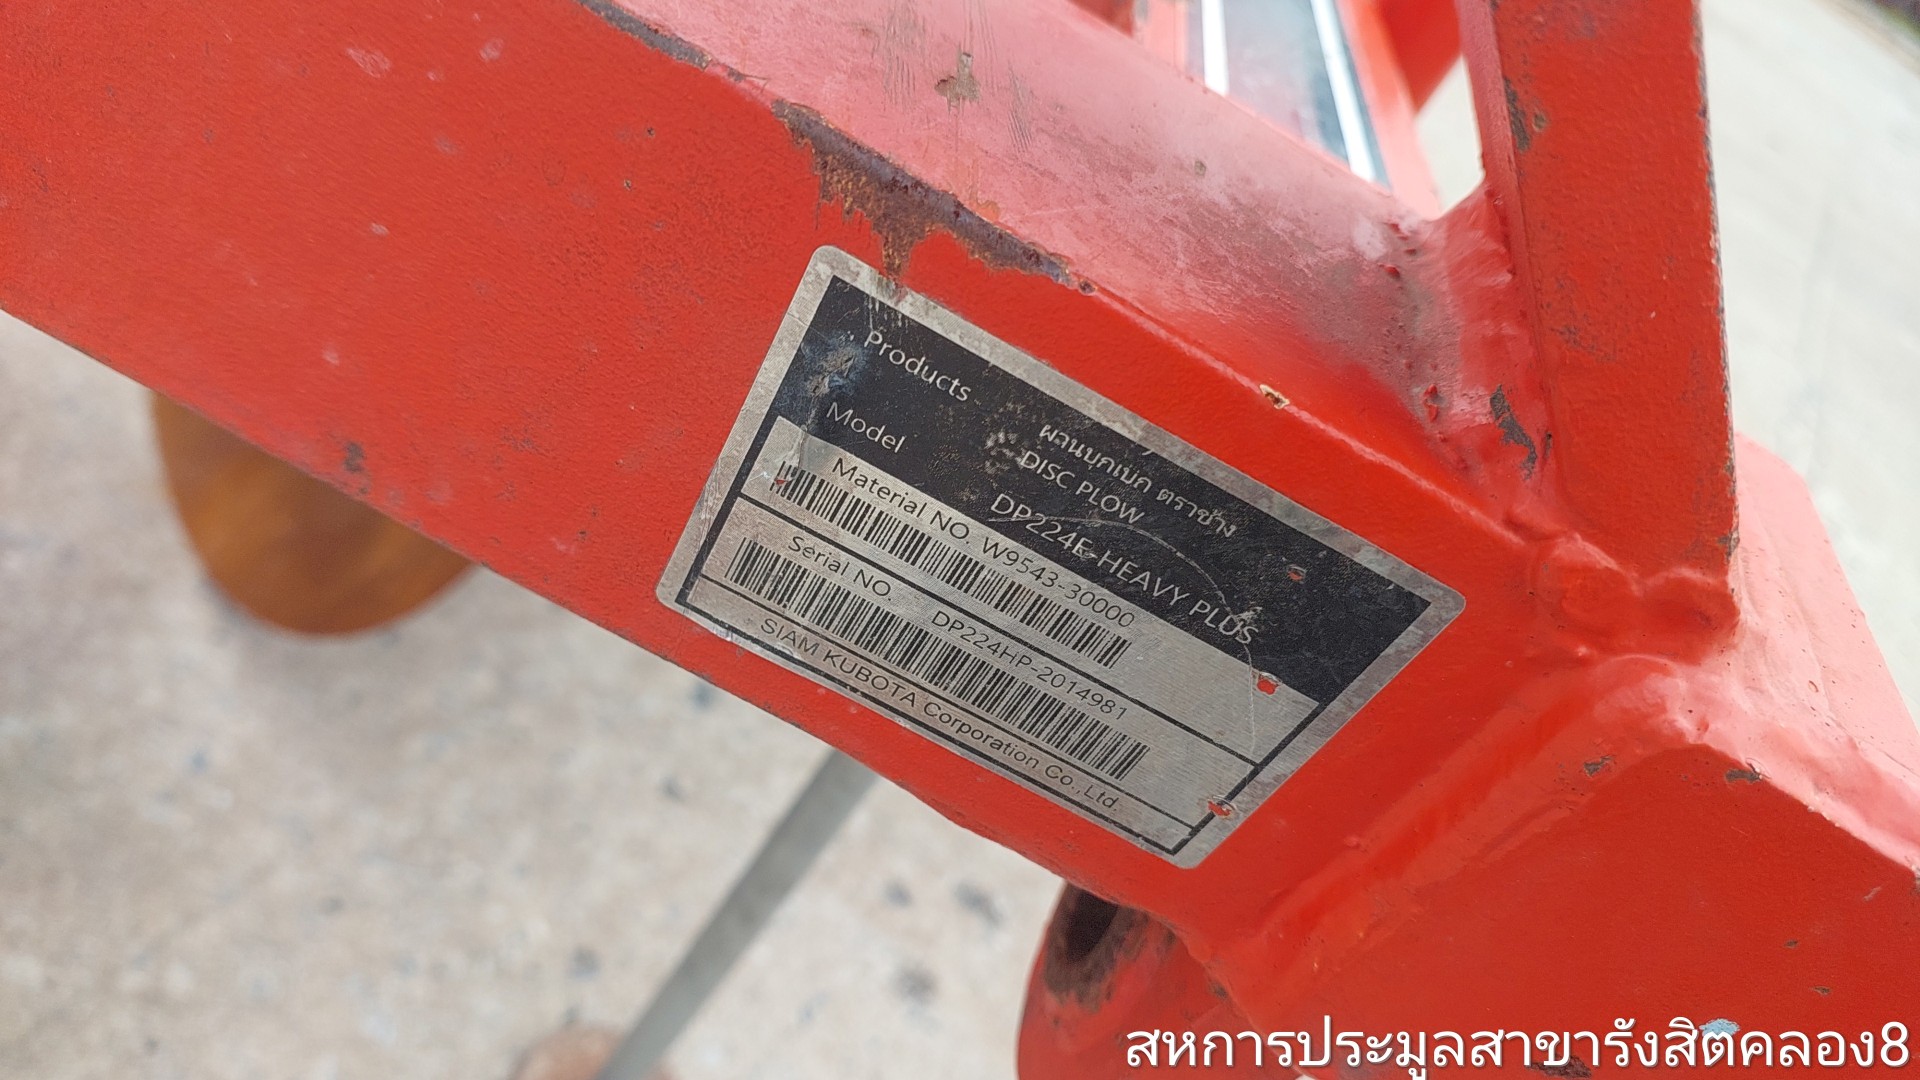 Products
ผานบุกเบิก ตราช้าง
DISC PLOW
Model
DP224E-HEAVY PLUS
Material NO. W9543-30000
Serial NO. DP224HP-2014981
SIAM KUBOTA Corporation Co.,Ltd.
สหการประมูลสาขารังสิตคลอง8